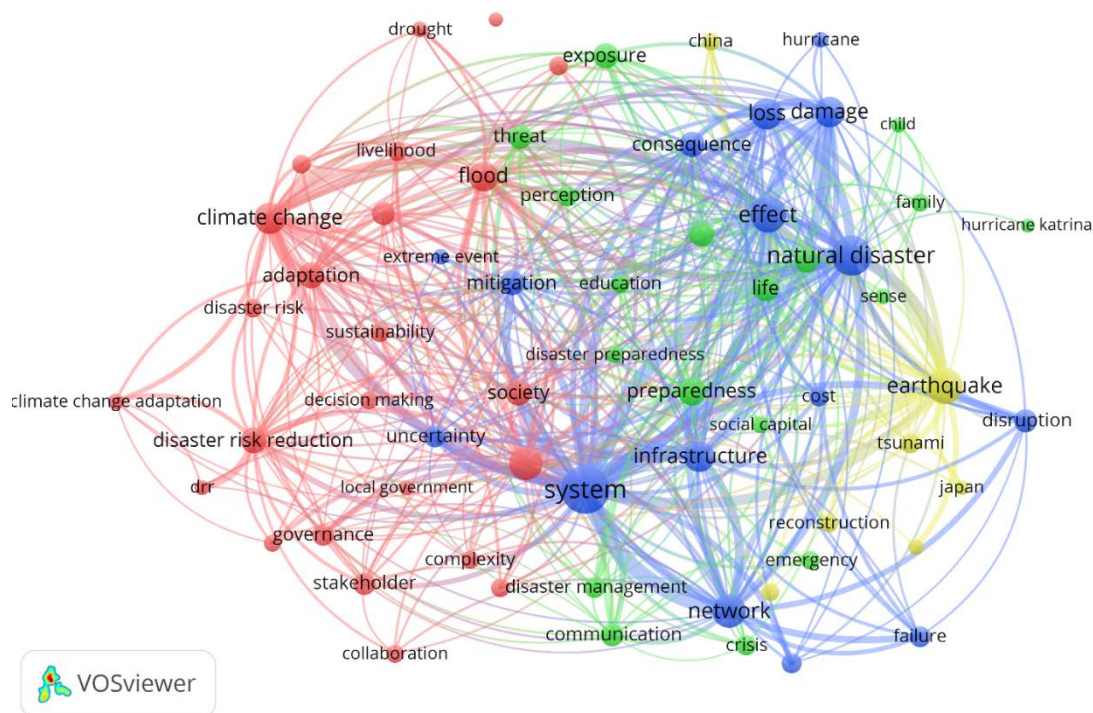 drought
china
hurricane
exposure
loss
damage
child
threat
consequence
livelihood
flood
perception
family
climate change
effect
hurricane katrina
extreme event
natural disaster
adaptation
mitigation
education
life
sense
disaster risk
sustainability
disaster preparedness
earthquake
climate change adaptation
decision making
society
preparedness
cost
disruption
disaster risk reduction
uncertainty
social capital
tsunami
infrastructure
drr
local government
system
japan
governance
reconstruction
complexity
emergency
stakeholder
disaster management
network
communication
crisis
failure
collaboration
VOSviewer